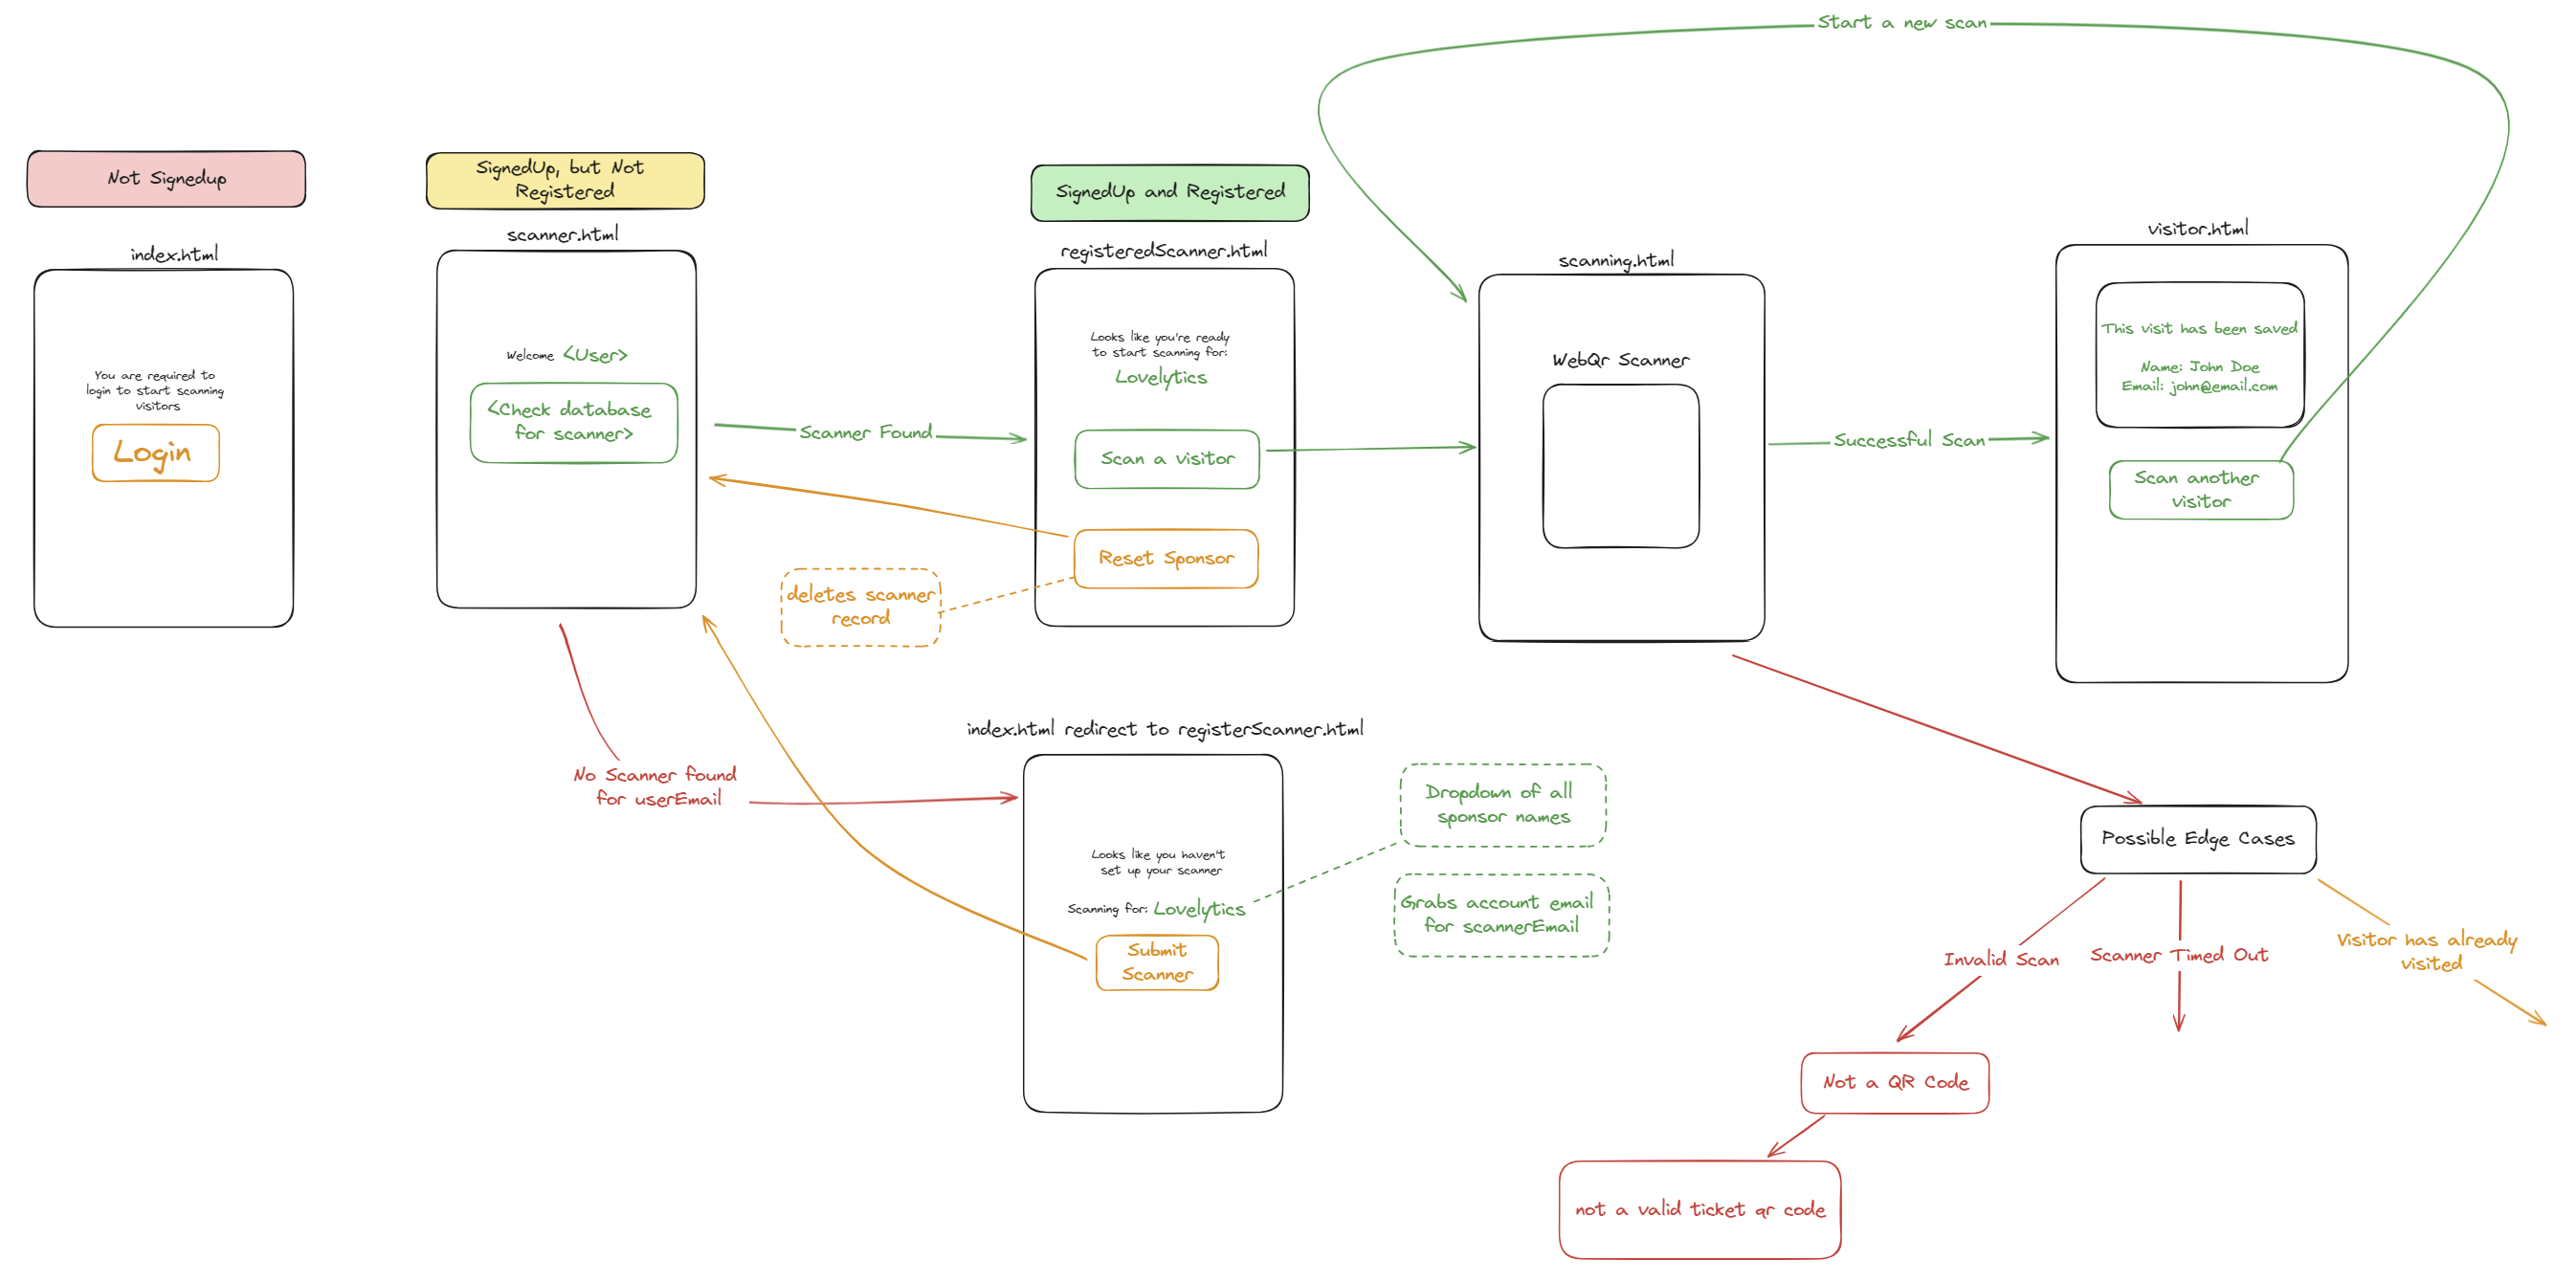 Start a new scan
Not Signedup
SignedUp, but Not
Registered
SignedUp and Registered
index.html
You are required to
login to start scanning
visitors
Login
scanner.html
Welcome <User>
<Check database
for scanner>
Scanner Found
registeredScanner.html
Looks like you're ready
to start scanning for:
Lovelytics
Scan a visitor
Reset Sponsor
deletes scanner
record
scanning.html
WebQr Scanner
Successful Scan
visitor.html
This visit has been saved
Name: John Doe
Email: john@email.com
Scan another
visitor
No Scanner found
for userEmail
index.html redirect to registerScanner.html
Looks like you haven't
set up your scanner
Scanning for: Lovelytics
Submit
Scanner
Dropdown of all
sponsor names
Grabs account email
for scannerEmail
Possible Edge Cases
Invalid Scan
Scanner Timed Out
Visitor has already
visited
Not a QR Code
not a valid ticket qr code